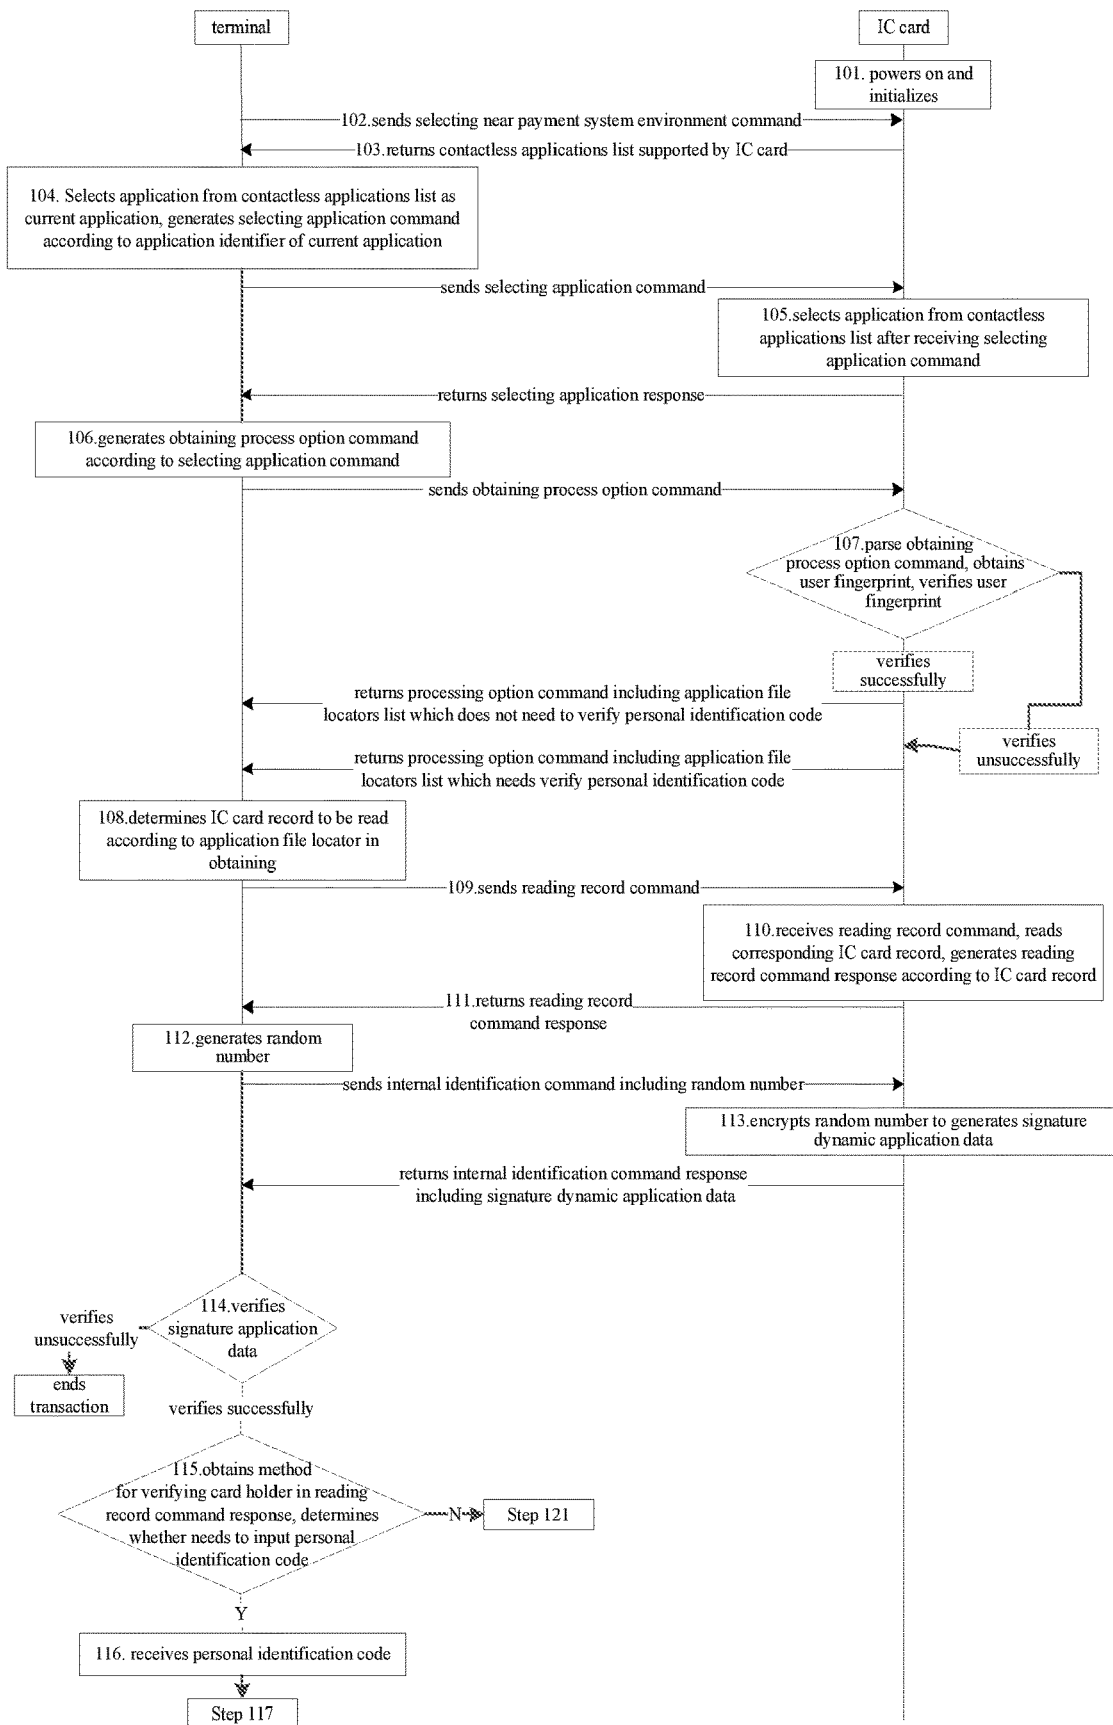 terminal
IC card
101. powers on and
initializes
102.sends selecting near payment system environment command
103.returns contactless applications list supported by IC card
104. Selects application from contactless applications list as
current application, generates selecting application command
according to application identifier of current application
sends selecting application command
105.selects application from contactless
applications list after receiving selecting
application command
returns selecting application response
106.generates obtaining process option command
according to selecting application command
sends obtaining process option command
107.parse obtaining
process option command, obtains
user fingerprint, verifies user
fingerprint
verifies
successfully
returns processing option command including application file
locators list which does not need to verify personal identification code
verifies
unsuccessfully
returns processing option command including application file
locators list which needs verify personal identification code
108.determines IC card record to be read
according to application file locator in
obtaining
109.sends reading record command
110.receives reading record command, reads
corresponding IC card record, generates reading
record command response according to IC card record
111.returns reading record
command response
112.generates random
number
sends internal identification command including random number
113.encrypts random number to generates signature
dynamic application data
returns internal identification command response
including signature dynamic application data
114.verifies
signature application
data
verifies
unsuccessfully
ends
transaction
verifies successfully
115.obtains method
for verifying card holder in reading
record command response, determines
whether needs to input personal
identification code
N
Step 121
Y
116. receives personal identification code
Step 117